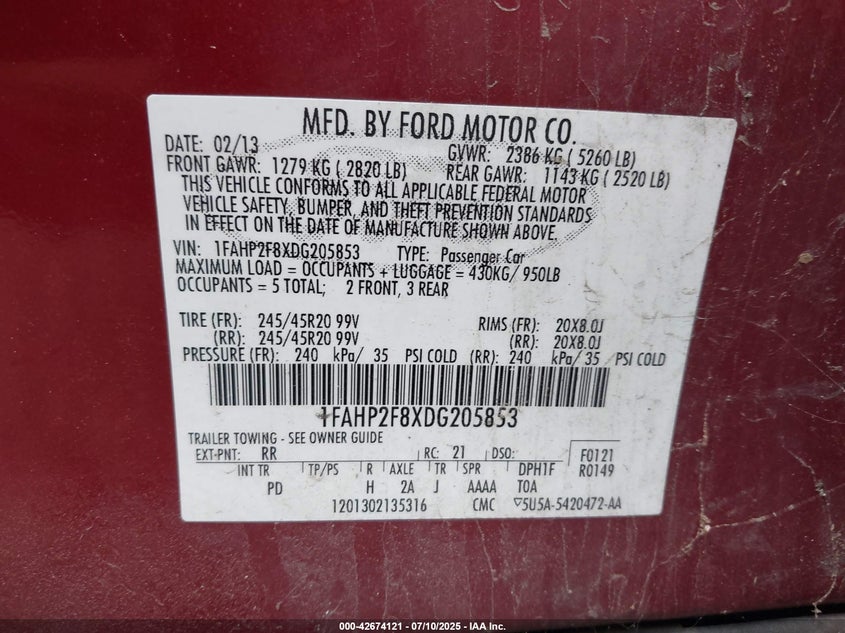 MFD. BY FORD MOTOR CO.
DATE: 02/13 GVWR: 2386 KG ( 5260 LB)
FRONT GAWR: 1279 KG ( 2820 LB) REAR GAWR: 1143 KG ( 2520 LB)
THIS VEHICLE CONFORMS TO ALL APPLICABLE FEDERAL MOTOR
VEHICLE SAFETY, BUMPER, AND THEFT PREVENTION STANDARDS
IN EFFECT ON THE DATE OF MANUFACTURE SHOWN ABOVE.
VIN: 1FAHP2F8XDG205853 TYPE: Passenger Car
MAXIMUM LOAD = OCCUPANTS + LUGGAGE = 430KG/ 950LB
OCCUPANTS = 5 TOTAL; 2 FRONT, 3 REAR
TIRE (FR): 245/45R20 99V RIMS (FR): 20X8.0J
(RR): 245/45R20 99V (RR): 20X8.0J
PRESSURE (FR): 240 kPa/ 35 PSI COLD (RR): 240 kPa/ 35 PSI COLD
1FAHP2F8XDG205853
TRAILER TOWING - SEE OWNER GUIDE
EXT-PNT: RR RC: 21 DSO: F0121
INT TR TP/PS R AXLE TR SPR DPH1F R0149
PD H 2A J AAAA TOA
1201302135316 CMC ▽5U5A-5420472-AA
000-42674121 - 07/10/2025 - IAA Inc.